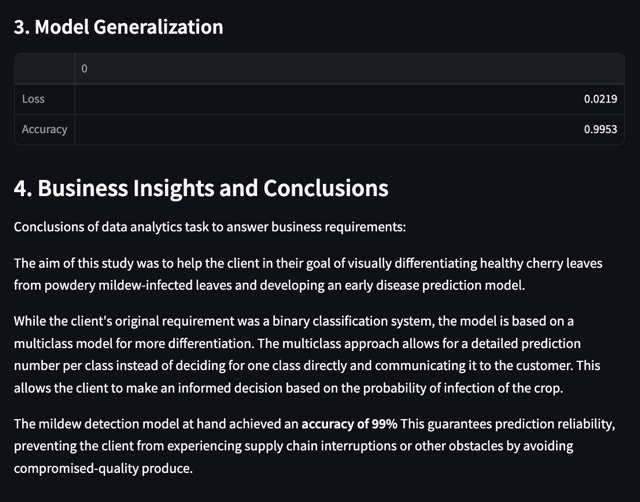 3. Model Generalization
0
Loss 0.0219
Accuracy 0.9953
4. Business Insights and Conclusions
Conclusions of data analytics task to answer business requirements:
The aim of this study was to help the client in their goal of visually differentiating healthy cherry leaves
from powdery mildew-infected leaves and developing an early disease prediction model.
While the client's original requirement was a binary classification system, the model is based on a
multiclass model for more differentiation. The multiclass approach allows for a detailed prediction
number per class instead of deciding for one class directly and communicating it to the customer. This
allows the client to make an informed decision based on the probability of infection of the crop.
The mildew detection model at hand achieved an accuracy of 99% This guarantees prediction reliability,
preventing the client from experiencing supply chain interruptions or other obstacles by avoiding
compromised-quality produce.